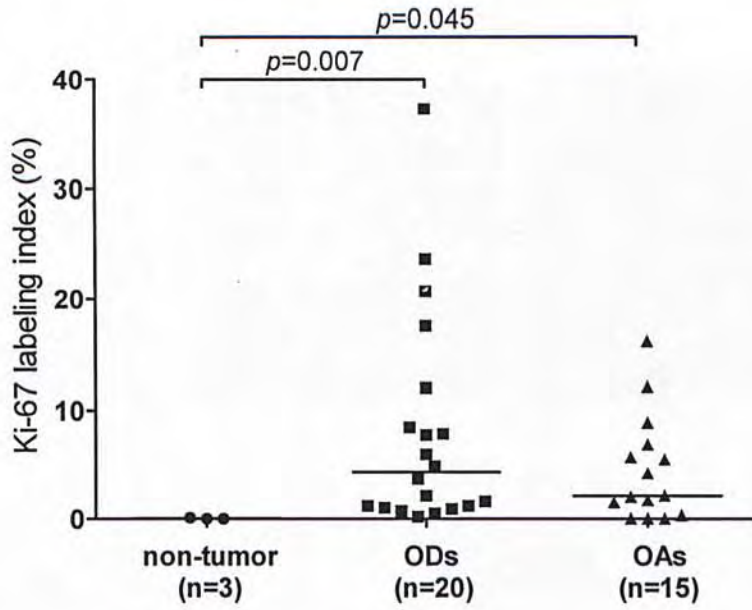 p=0.045
p=0.007
Ki-67 labeling index (%)
40
30
20
10
0
non-tumor ODs OAs
(n=3) (n=20) (n=15)